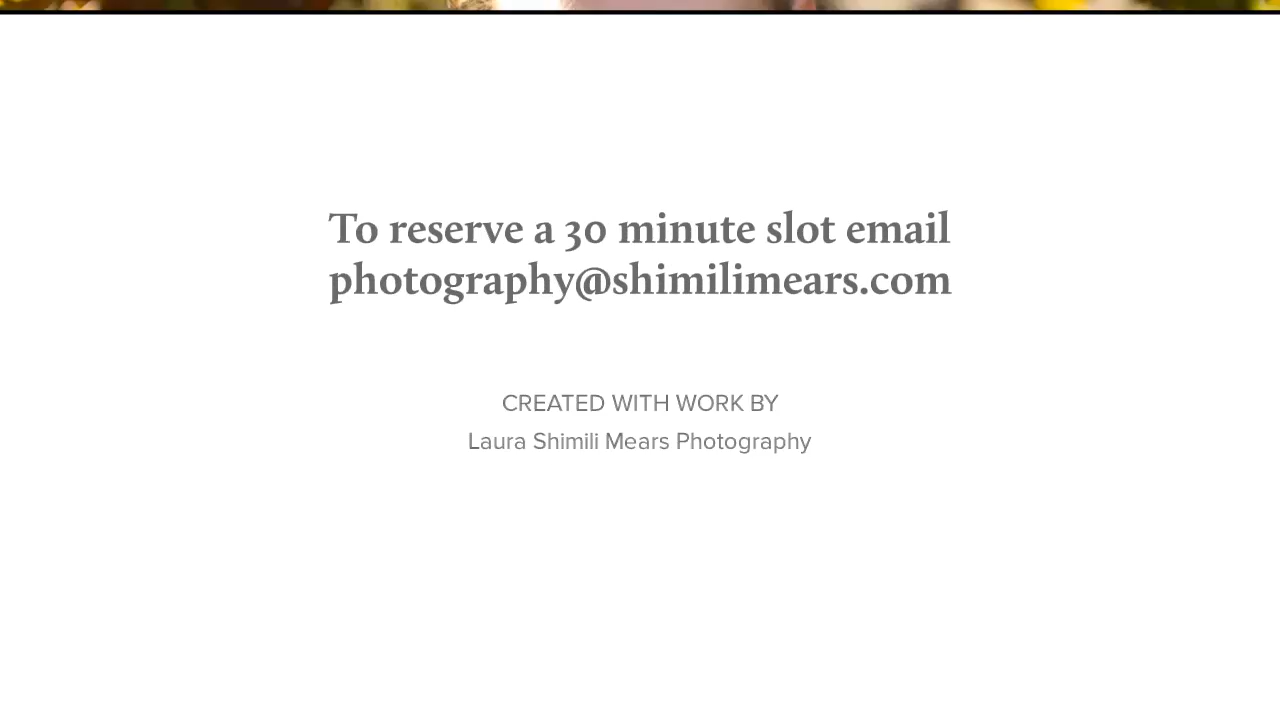 To reserve a 30 minute slot email
photography@shimilimears.com
CREATED WITH WORK BY
Laura Shimili Mears Photography